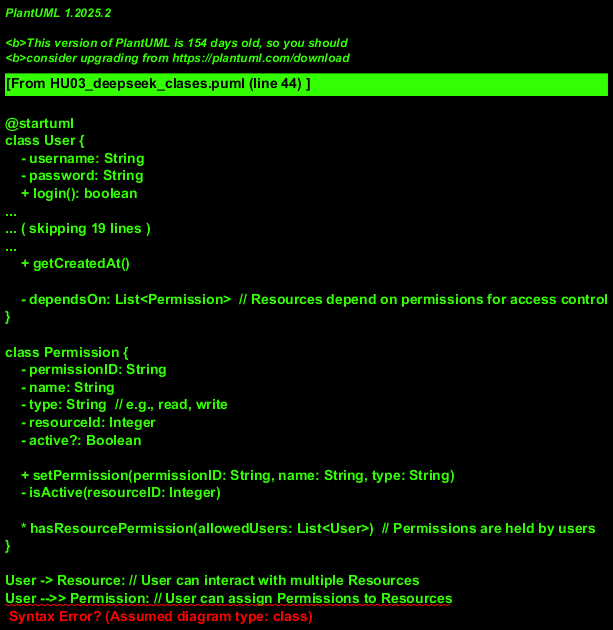 PlantUML 1.2025.2
<b>This version of PlantUML is 154 days old, so you should
<b>consider upgrading from https://plantuml.com/download
[From HU03_deepseek_clases.puml (line 44) ]
@startuml
class User {
- username: String
- password: String
+ login(): boolean
...
... ( skipping 19 lines )
...
+ getCreatedAt()
- dependsOn: List<Permission>  // Resources depend on permissions for access control
}
class Permission {
- permissionID: String
- name: String
- type: String  // e.g., read, write
- resourceId: Integer
- active?: Boolean
+ setPermission(permissionID: String, name: String, type: String)
- isActive(resourceID: Integer)
* hasResourcePermission(allowedUsers: List<User>)  // Permissions are held by users
}
User -> Resource: // User can interact with multiple Resources
User -->> Permission: // User can assign Permissions to Resources
Syntax Error? (Assumed diagram type: class)